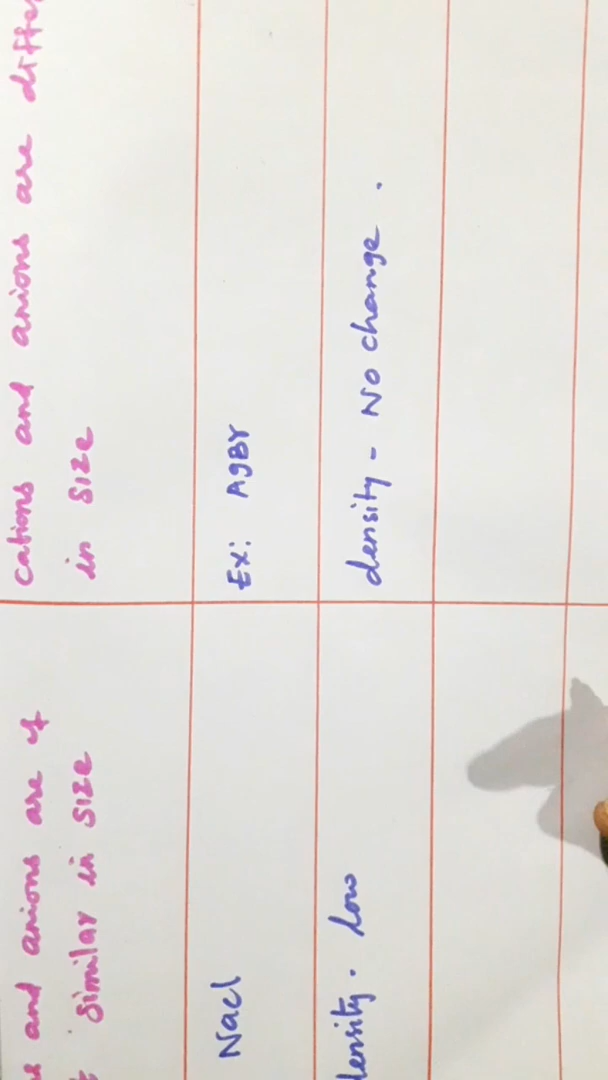 and anions are of
similar in size
Nacl
density. low
cations and anions are
in size
Ex: AgBr
density - No change.